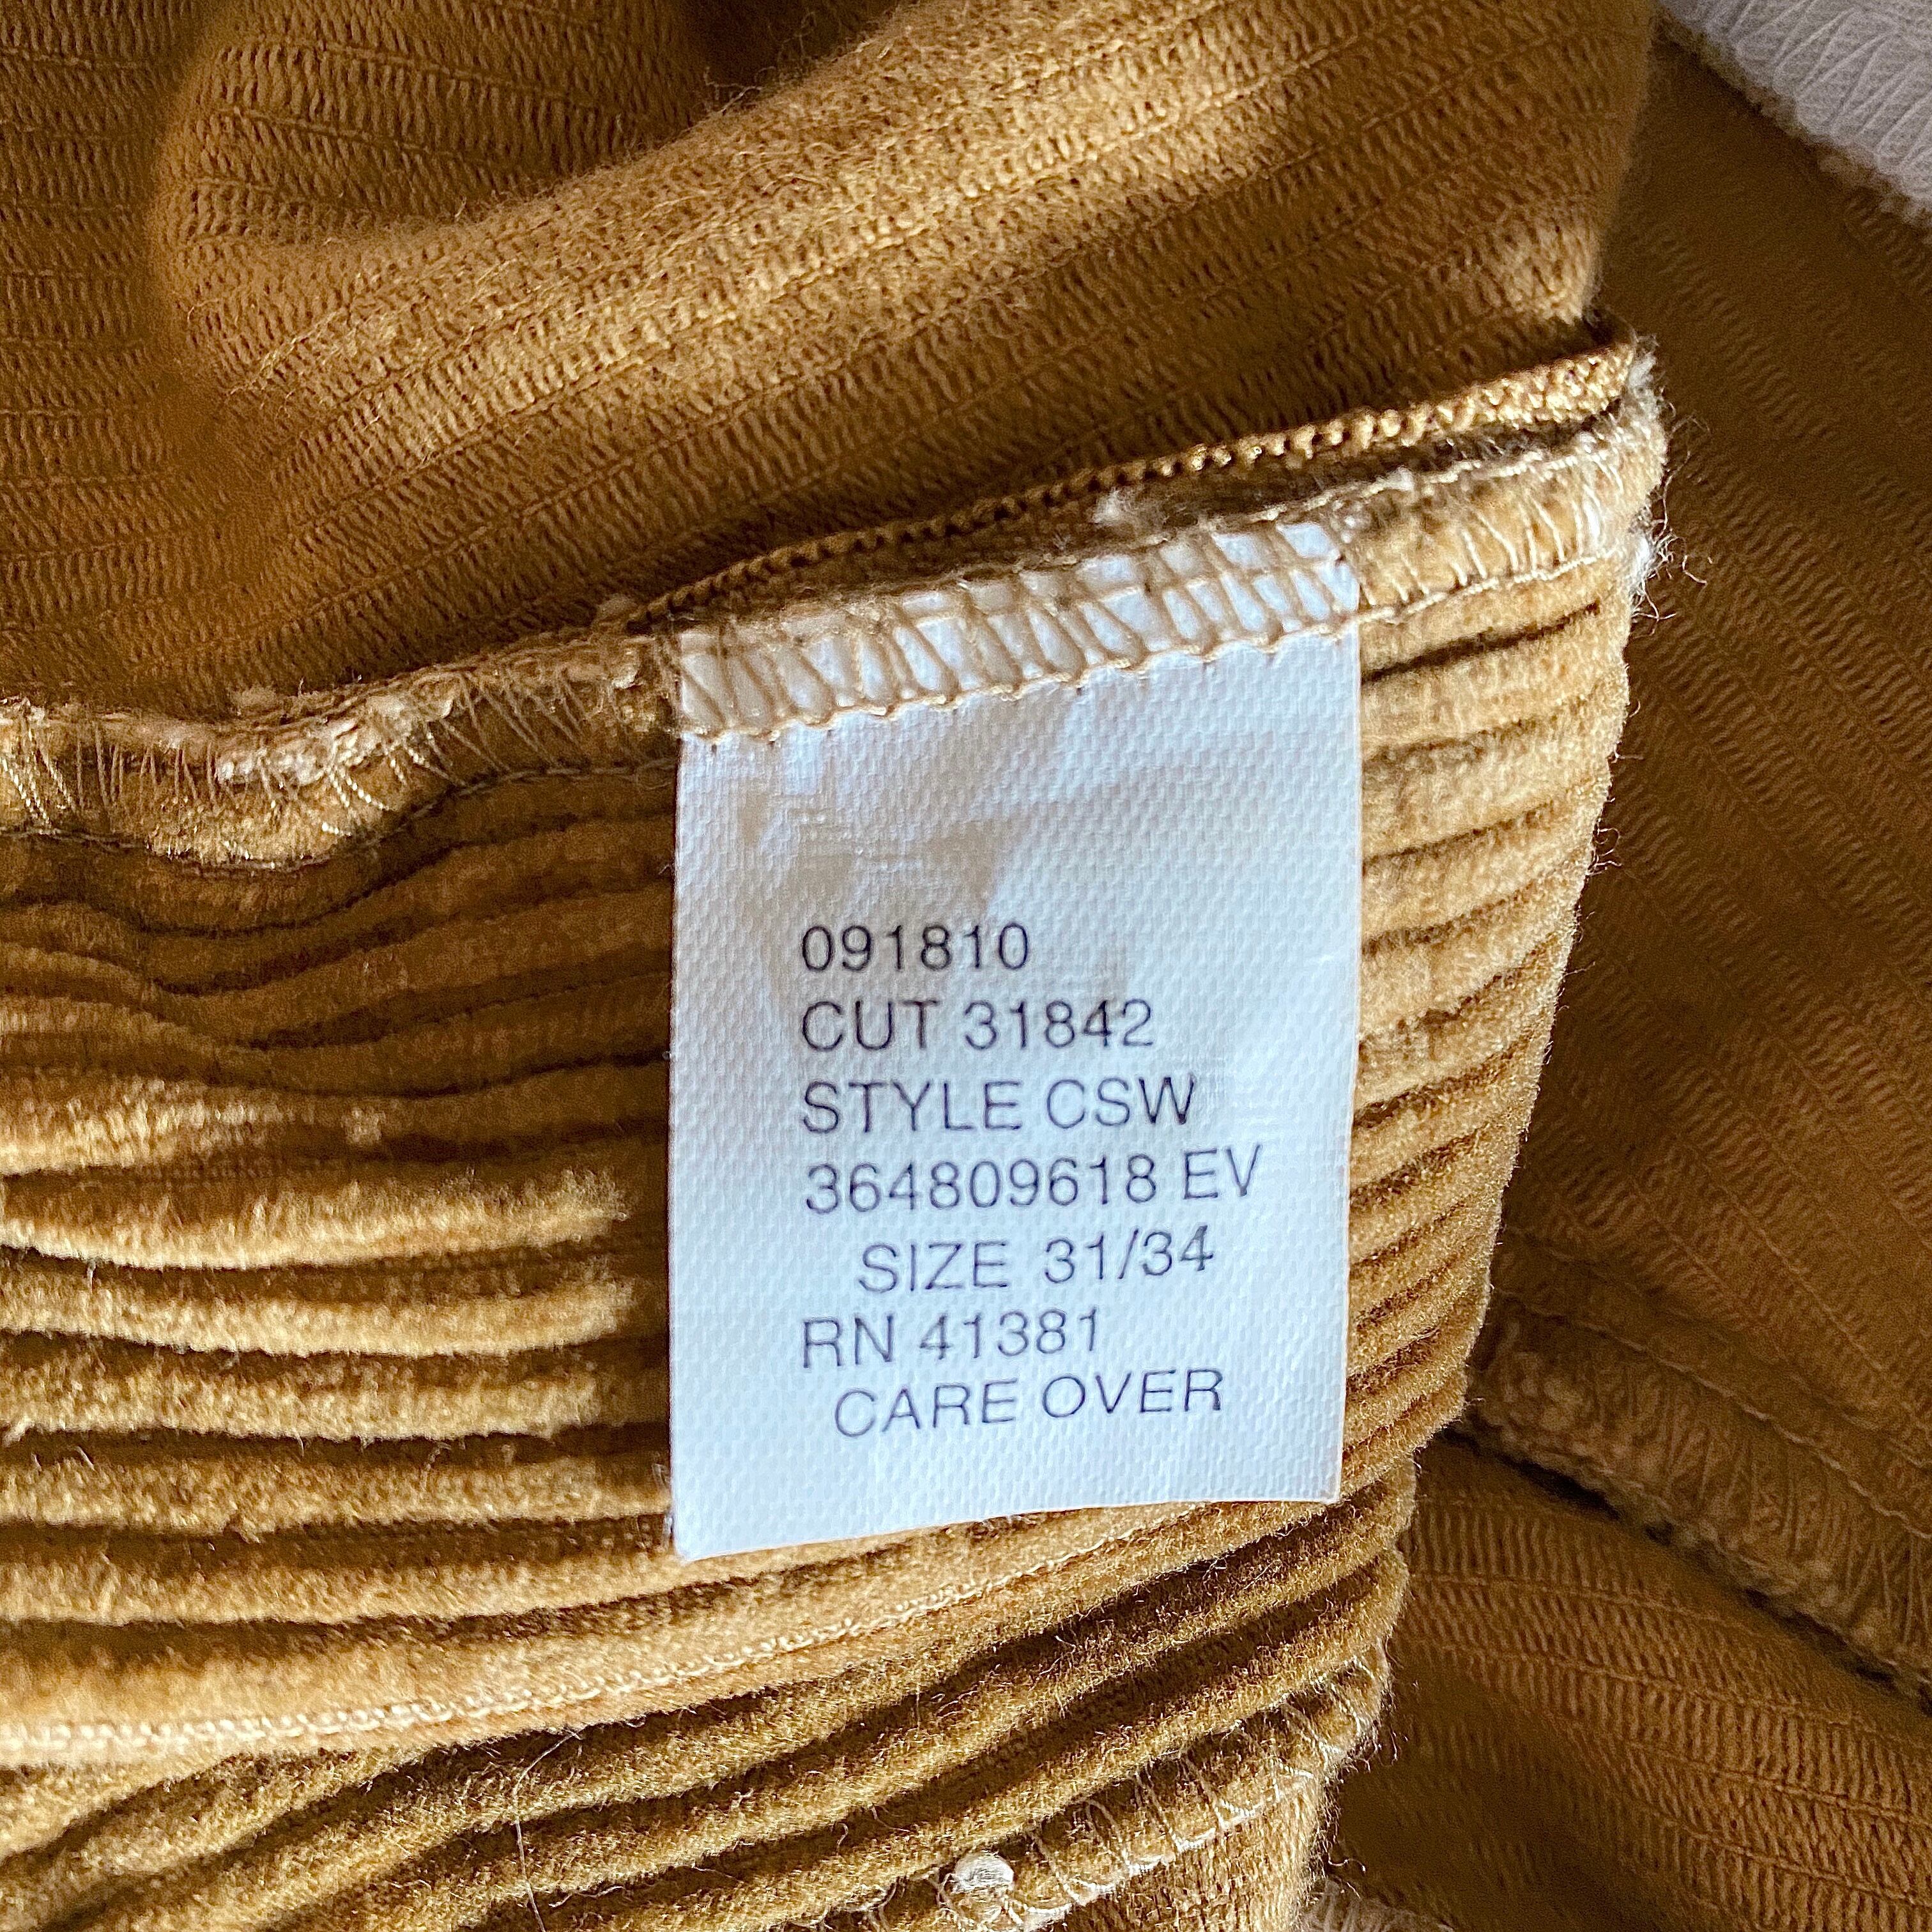 091810
CUT 31842
STYLE CSW
364809618 EV
SIZE 31/34
RN 41381
CARE OVER